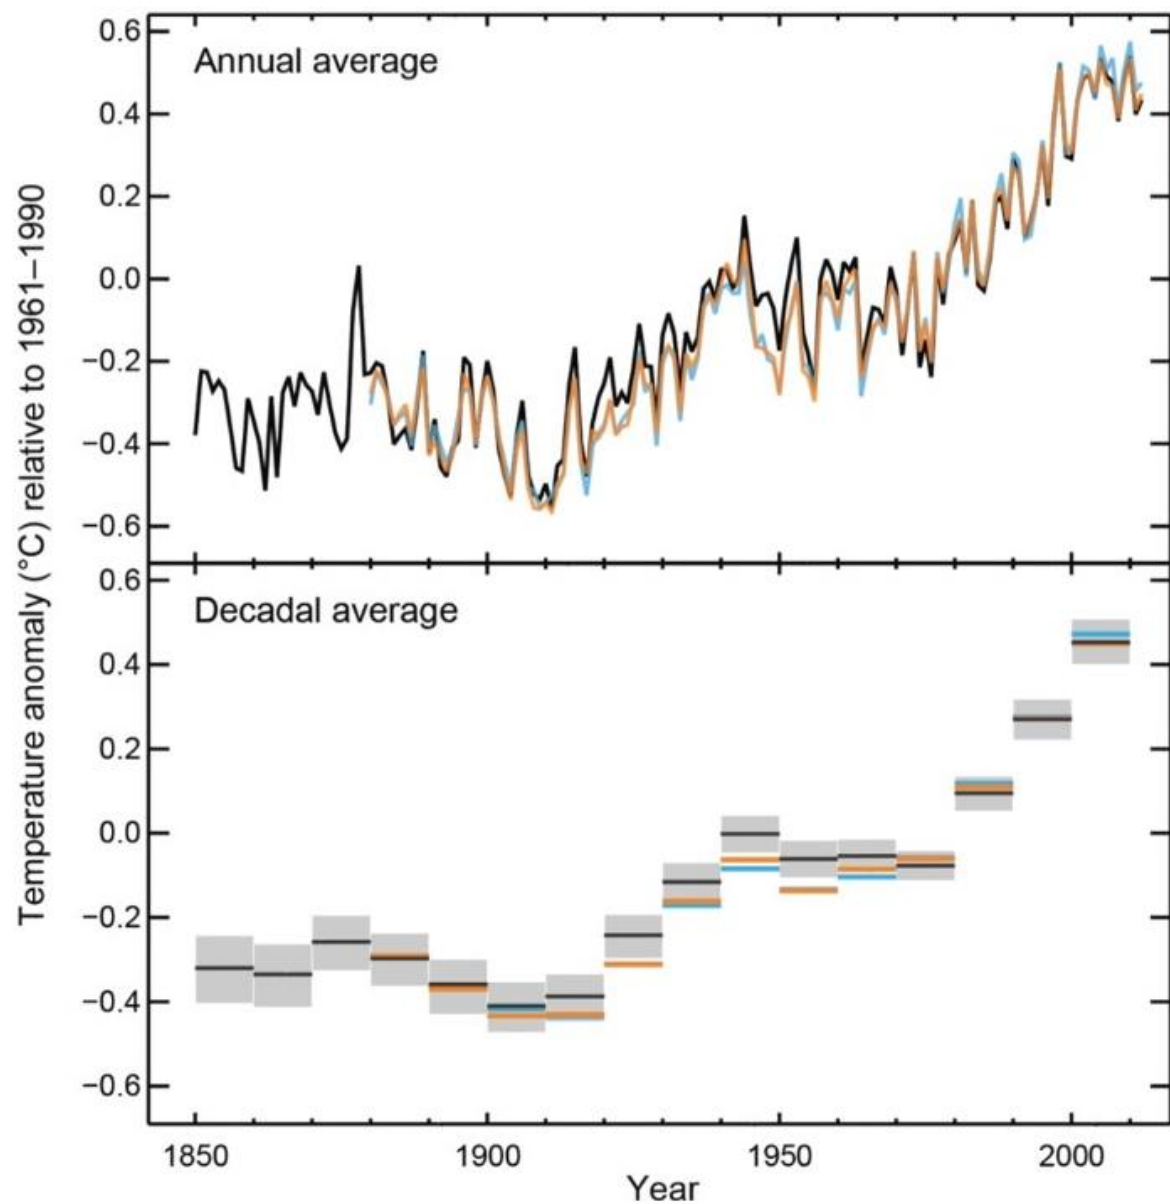 Temperature anomaly (°C) relative to 1961–1990
Annual average
0.6
0.4
0.2
0.0
−0.2
−0.4
−0.6
Decadal average
0.6
0.4
0.2
0.0
−0.2
−0.4
−0.6
1850 1900 1950 2000
Year